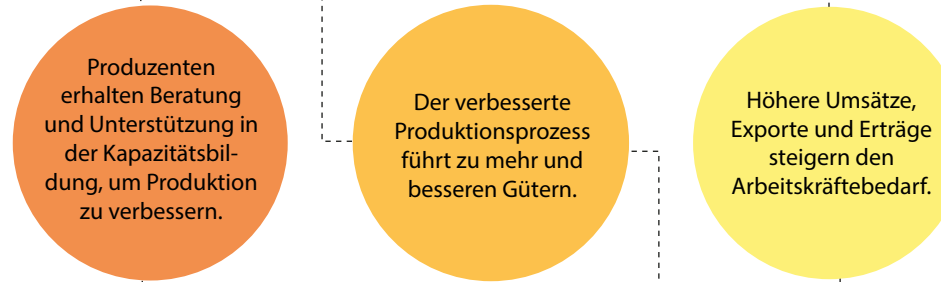 Produzenten
erhalten Beratung
und Unterstützung in
der Kapazitätsbil-
dung, um Produktion
zu verbessern.
Der verbesserte
Produktionsprozess
führt zu mehr und
besseren Gütern.
Höhere Umsätze,
Exporte und Erträge
steigern den
Arbeitskräftebedarf.